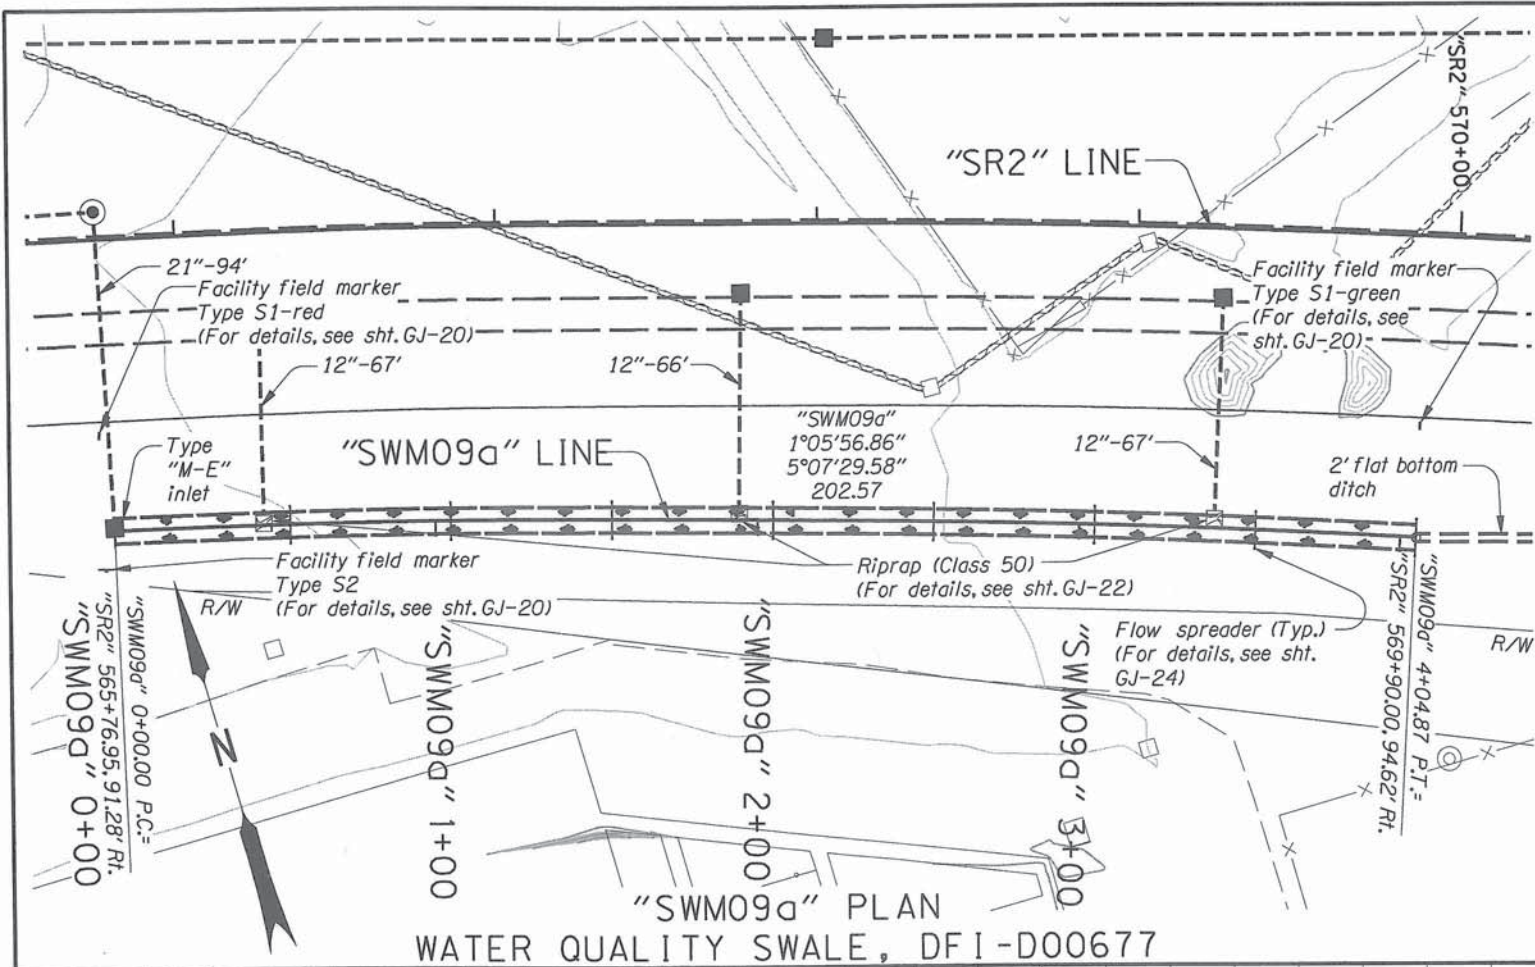 "SR2" 570+00
"SR2" LINE
21"-94'
Facility field marker
Type S1-red
(For details, see sht. GJ-20)
Facility field marker
Type S1-green
(For details, see
sht. GJ-20)
12"-67'
12"-66'
"SWM09a"
1°05'56.86"
5°07'29.58"
202.57
12"-67'
Type
"M-E"
inlet
"SWM09a" LINE
2' flat bottom
ditch
Facility field marker
Type S2
(For details, see sht. GJ-20)
Riprap (Class 50)
(For details, see sht. GJ-22)
Flow spreader (Typ.)
(For details, see sht.
GJ-24)
R/W
R/W
"SWM09a" 0+00.00 P.C.=
"SR2" 565+76.95, 91.28' Rt.
"SWM09a" 0+00
N
"SWM09a" 1+00
"SWM09a" 2+00
"SWM09a" 3+00
"SWM09a" 4+04.87 P.T.=
"SR2" 569+90.00, 94.62' Rt.
"SWM09a" PLAN
WATER QUALITY SWALE, DFI-D00677